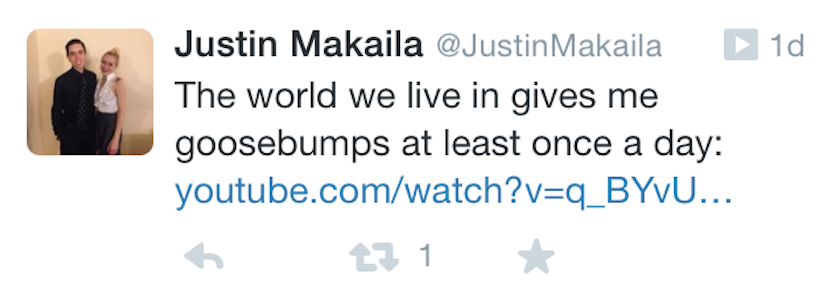 Justin Makaila @JustinMakaila 1d
The world we live in gives me
goosebumps at least once a day:
youtube.com/watch?v=q_BYvU...
1